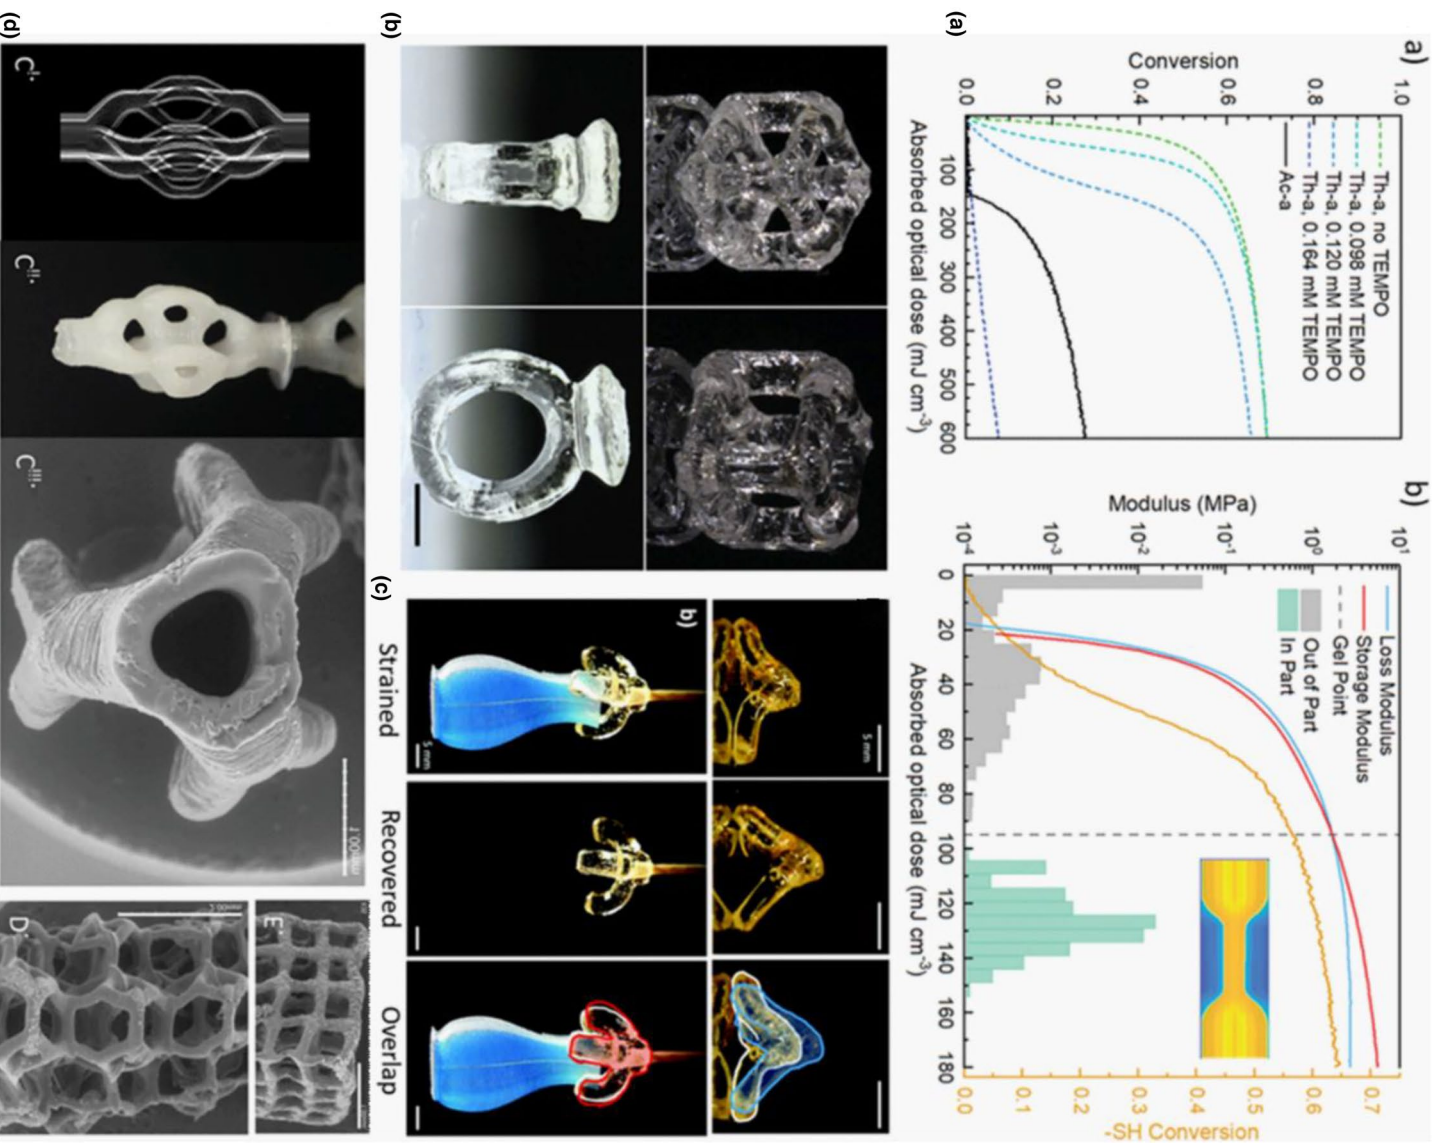 (a)
a)
Conversion
1.0
0.8
0.6
0.4
0.2
0.0
Th-a, no TEMPO
Th-a, 0.098 mM TEMPO
Th-a, 0.120 mM TEMPO
Th-a, 0.164 mM TEMPO
Ac-a
100 200 300 400 500 600
Absorbed optical dose (mJ cm⁻³)
b)
Modulus (MPa)
10¹
10⁰
10⁻¹
10⁻²
10⁻³
10⁻⁴
Loss Modulus
Storage Modulus
Gel Point
Out of Part
In Part
0 20 40 60 80 100 120 140 160 180
Absorbed optical dose (mJ cm⁻³)
-SH Conversion
0.7
0.6
0.5
0.4
0.3
0.2
0.1
0.0
(b)
(c)
5 mm
b)
5 mm
Strained Recovered Overlap
(d)
Cⁱ·
Cⁱⁱ·
Cⁱⁱⁱ·
E·
D·